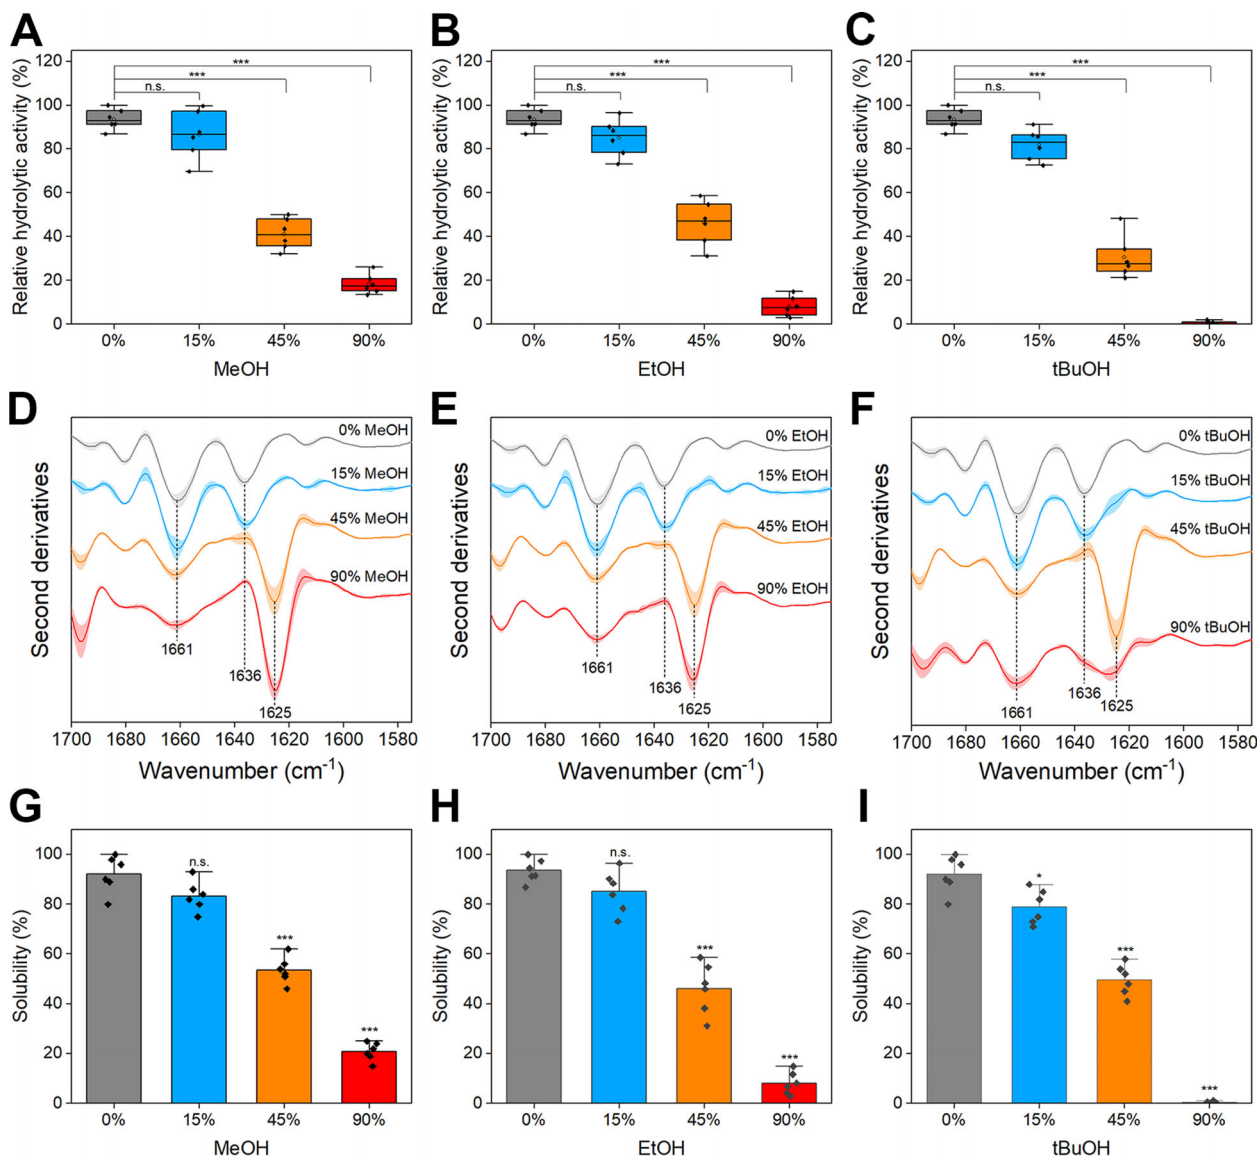 A
Relative hydrolytic activity (%)
120
100
80
60
40
20
0
***
***
n.s.
0%
15%
45%
90%
MeOH
B
Relative hydrolytic activity (%)
120
100
80
60
40
20
0
***
***
n.s.
0%
15%
45%
90%
EtOH
C
Relative hydrolytic activity (%)
120
100
80
60
40
20
0
***
***
n.s.
0%
15%
45%
90%
tBuOH
D
Second derivatives
0% MeOH
15% MeOH
45% MeOH
90% MeOH
1661
1636
1625
1700 1680 1660 1640 1620 1600 1580
Wavenumber (cm⁻¹)
E
Second derivatives
0% EtOH
15% EtOH
45% EtOH
90% EtOH
1661
1636
1625
1700 1680 1660 1640 1620 1600 1580
Wavenumber (cm⁻¹)
F
Second derivatives
0% tBuOH
15% tBuOH
45% tBuOH
90% tBuOH
1661
1636
1625
1700 1680 1660 1640 1620 1600 1580
Wavenumber (cm⁻¹)
G
Solubility (%)
100
80
60
40
20
0
n.s.
***
***
0%
15%
45%
90%
MeOH
H
Solubility (%)
100
80
60
40
20
0
n.s.
***
***
0%
15%
45%
90%
EtOH
I
Solubility (%)
100
80
60
40
20
0
*
***
***
0%
15%
45%
90%
tBuOH